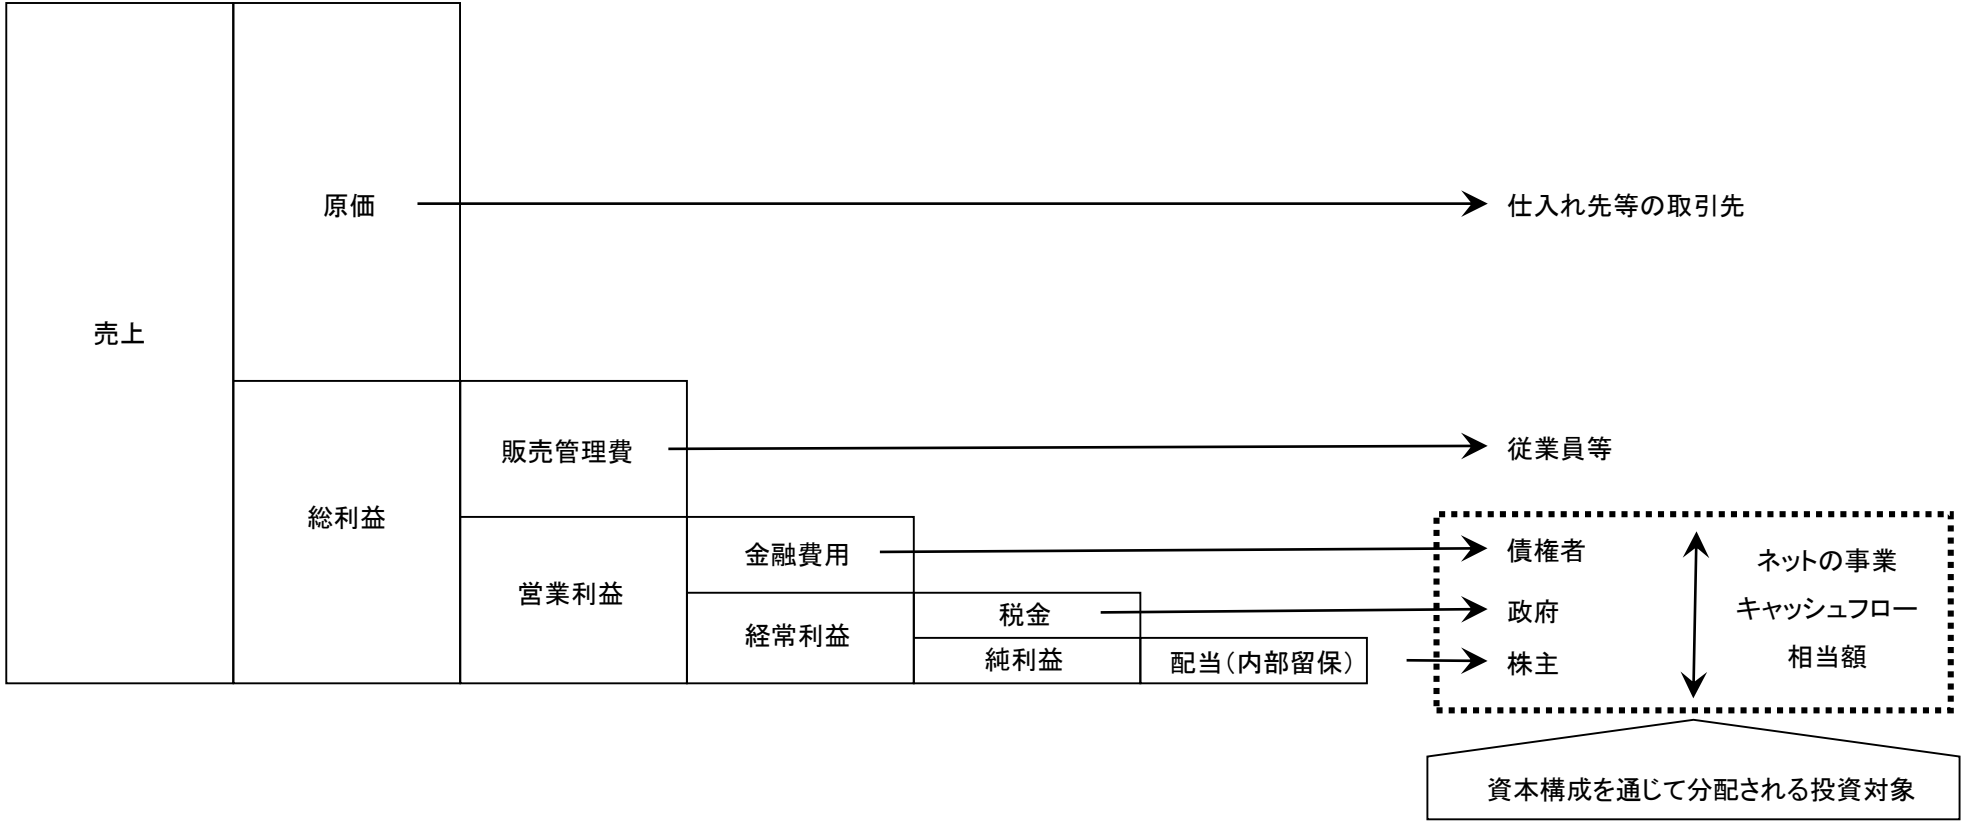 売上
原価
仕入れ先等の取引先
総利益
販売管理費
従業員等
営業利益
金融費用
債権者
経常利益
税金
政府
純利益
配当（内部留保）
株主
ネットの事業
キャッシュフロー
相当額
資本構成を通じて分配される投資対象